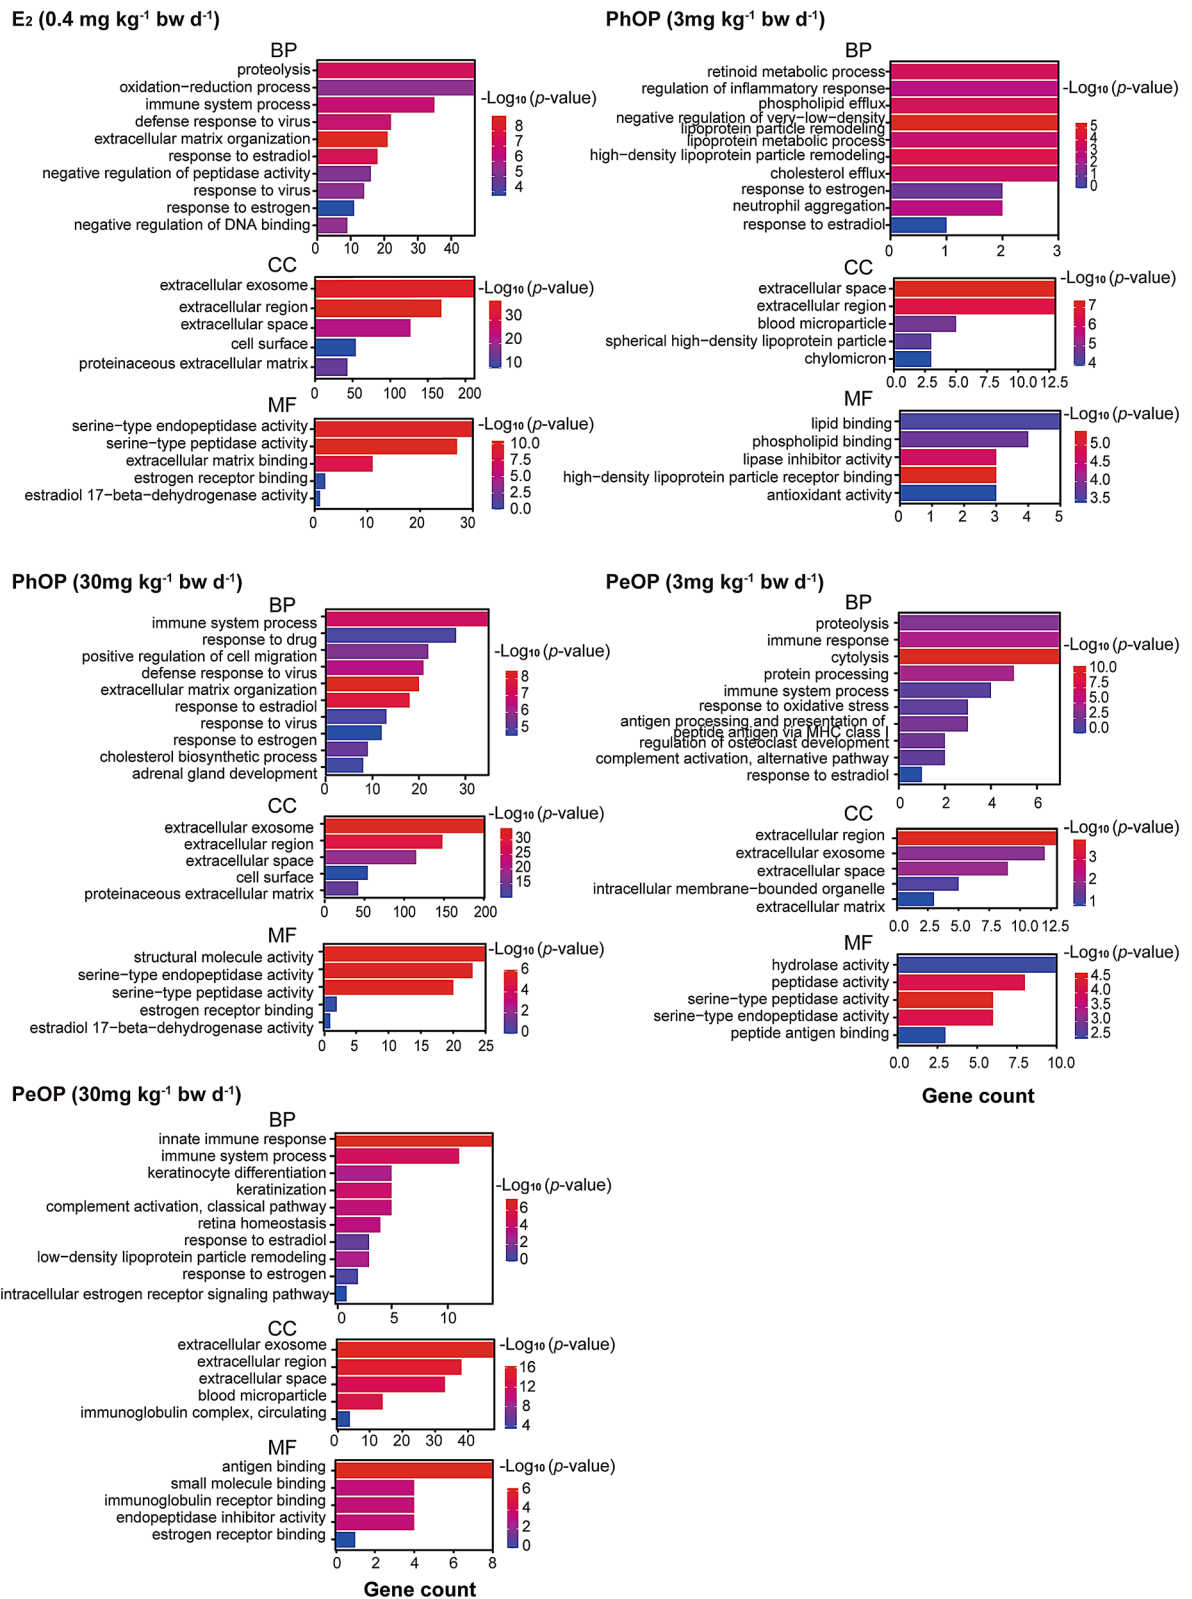 E₂ (0.4 mg kg⁻¹ bw d⁻¹)
BP
proteolysis
oxidation−reduction process
immune system process
defense response to virus
extracellular matrix organization
response to estradiol
negative regulation of peptidase activity
response to virus
response to estrogen
negative regulation of DNA binding
0 10 20 30 40
-Log₁₀ (p-value)
8
7
6
5
4
CC
extracellular exosome
extracellular region
extracellular space
cell surface
proteinaceous extracellular matrix
0 50 100 150 200
-Log₁₀ (p-value)
30
20
10
MF
serine−type endopeptidase activity
serine−type peptidase activity
extracellular matrix binding
estrogen receptor binding
estradiol 17−beta−dehydrogenase activity
0 10 20 30
-Log₁₀ (p-value)
10.0
7.5
5.0
2.5
0.0
PhOP (3mg kg⁻¹ bw d⁻¹)
BP
retinoid metabolic process
regulation of inflammatory response
phospholipid efflux
negative regulation of very−low−density
lipoprotein particle remodeling
lipoprotein metabolic process
high−density lipoprotein particle remodeling
cholesterol efflux
response to estrogen
neutrophil aggregation
response to estradiol
0 1 2 3
-Log₁₀ (p-value)
5
4
3
2
1
0
CC
extracellular space
extracellular region
blood microparticle
spherical high−density lipoprotein particle
chylomicron
0.0 2.5 5.0 7.5 10.0 12.5
-Log₁₀ (p-value)
7
6
5
4
MF
lipid binding
phospholipid binding
lipase inhibitor activity
high−density lipoprotein particle receptor binding
antioxidant activity
0 1 2 3 4 5
-Log₁₀ (p-value)
5.0
4.5
4.0
3.5
PhOP (30mg kg⁻¹ bw d⁻¹)
BP
immune system process
response to drug
positive regulation of cell migration
defense response to virus
extracellular matrix organization
response to estradiol
response to virus
response to estrogen
cholesterol biosynthetic process
adrenal gland development
0 10 20 30
-Log₁₀ (p-value)
8
7
6
5
CC
extracellular exosome
extracellular region
extracellular space
cell surface
proteinaceous extracellular matrix
0 50 100 150 200
-Log₁₀ (p-value)
30
25
20
15
MF
structural molecule activity
serine−type endopeptidase activity
serine−type peptidase activity
estrogen receptor binding
estradiol 17−beta−dehydrogenase activity
0 5 10 15 20 25
-Log₁₀ (p-value)
6
4
2
0
PeOP (3mg kg⁻¹ bw d⁻¹)
BP
proteolysis
immune response
cytolysis
protein processing
immune system process
response to oxidative stress
antigen processing and presentation of
peptide antigen via MHC class I
regulation of osteoclast development
complement activation, alternative pathway
response to estradiol
0 2 4 6
-Log₁₀ (p-value)
10.0
7.5
5.0
2.5
0.0
CC
extracellular region
extracellular exosome
extracellular space
intracellular membrane−bounded organelle
extracellular matrix
0.0 2.5 5.0 7.5 10.0 12.5
-Log₁₀ (p-value)
3
2
1
MF
hydrolase activity
peptidase activity
serine−type peptidase activity
serine−type endopeptidase activity
peptide antigen binding
0.0 2.5 5.0 7.5 10.0
-Log₁₀ (p-value)
4.5
4.0
3.5
3.0
2.5
Gene count
PeOP (30mg kg⁻¹ bw d⁻¹)
BP
innate immune response
immune system process
keratinocyte differentiation
keratinization
complement activation, classical pathway
retina homeostasis
response to estradiol
low−density lipoprotein particle remodeling
response to estrogen
intracellular estrogen receptor signaling pathway
0 5 10
-Log₁₀ (p-value)
6
4
2
0
CC
extracellular exosome
extracellular region
extracellular space
blood microparticle
immunoglobulin complex, circulating
0 10 20 30 40
-Log₁₀ (p-value)
16
12
8
4
MF
antigen binding
small molecule binding
immunoglobulin receptor binding
endopeptidase inhibitor activity
estrogen receptor binding
0 2 4 6 8
-Log₁₀ (p-value)
6
4
2
0
Gene count